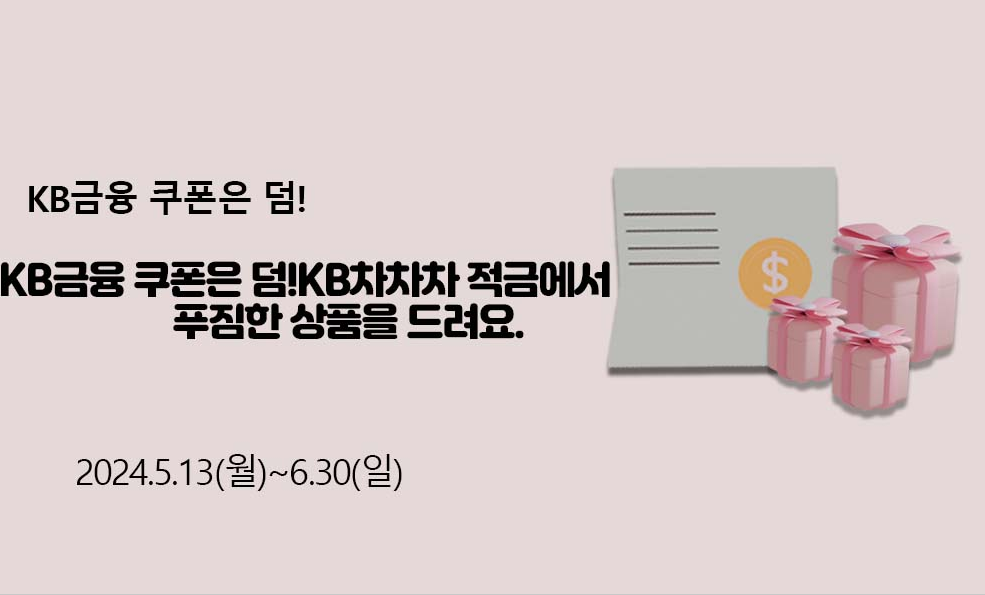 KB금융 쿠폰은 덤!
KB금융 쿠폰은 덤!KB차차차 적금에서
푸짐한 상품을 드려요.
$
2024.5.13(월)~6.30(일)